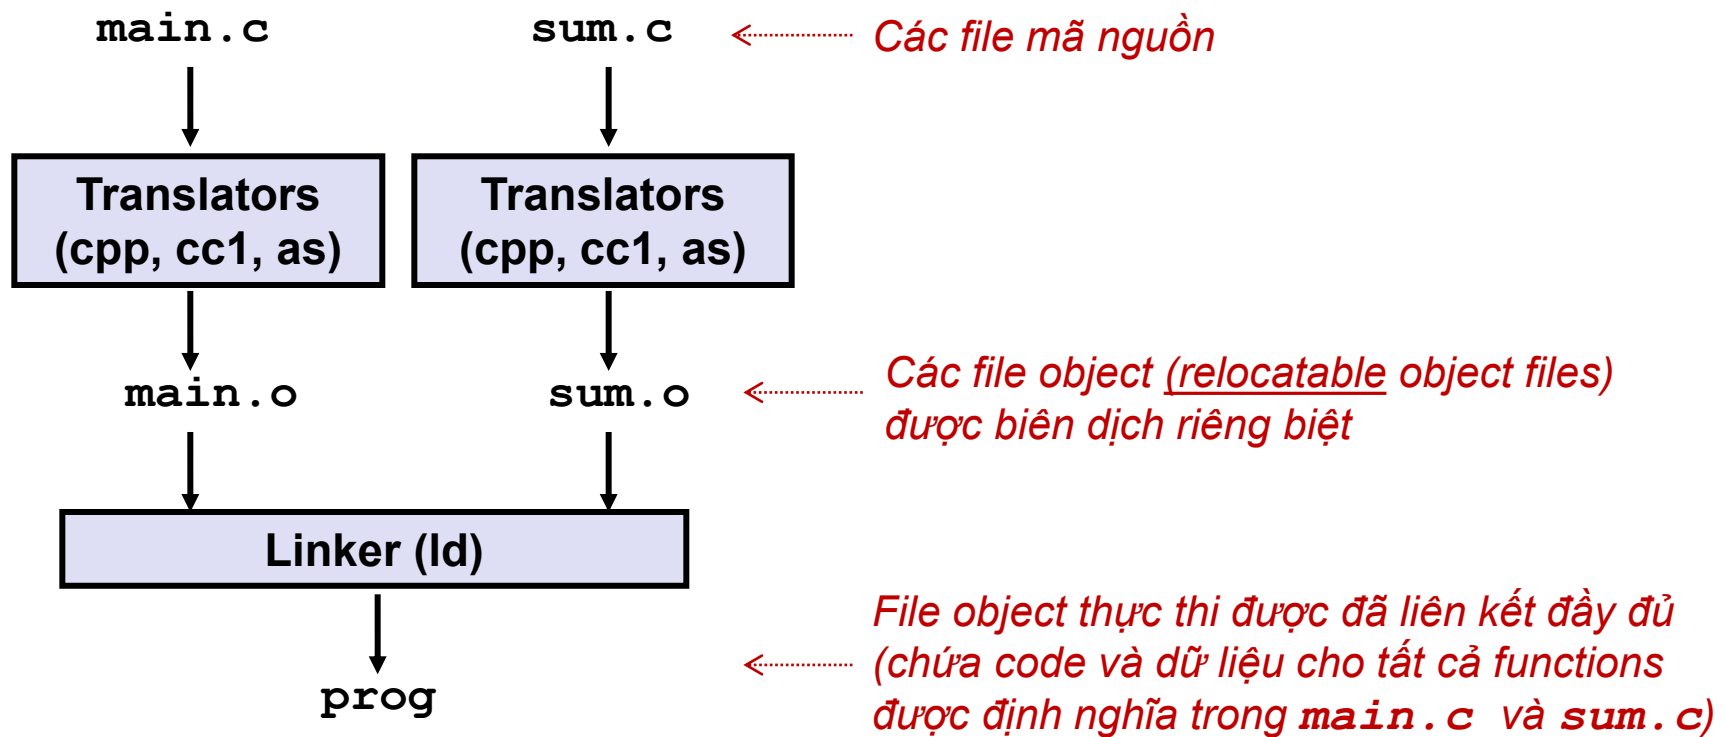 main.c
sum.c
Các file mã nguồn
Translators
(cpp, cc1, as)
Translators
(cpp, cc1, as)
main.o
sum.o
Các file object (relocatable object files)
được biên dịch riêng biệt
Linker (ld)
prog
File object thực thi được đã liên kết đầy đủ
(chứa code và dữ liệu cho tất cả functions
được định nghĩa trong main.c và sum.c)